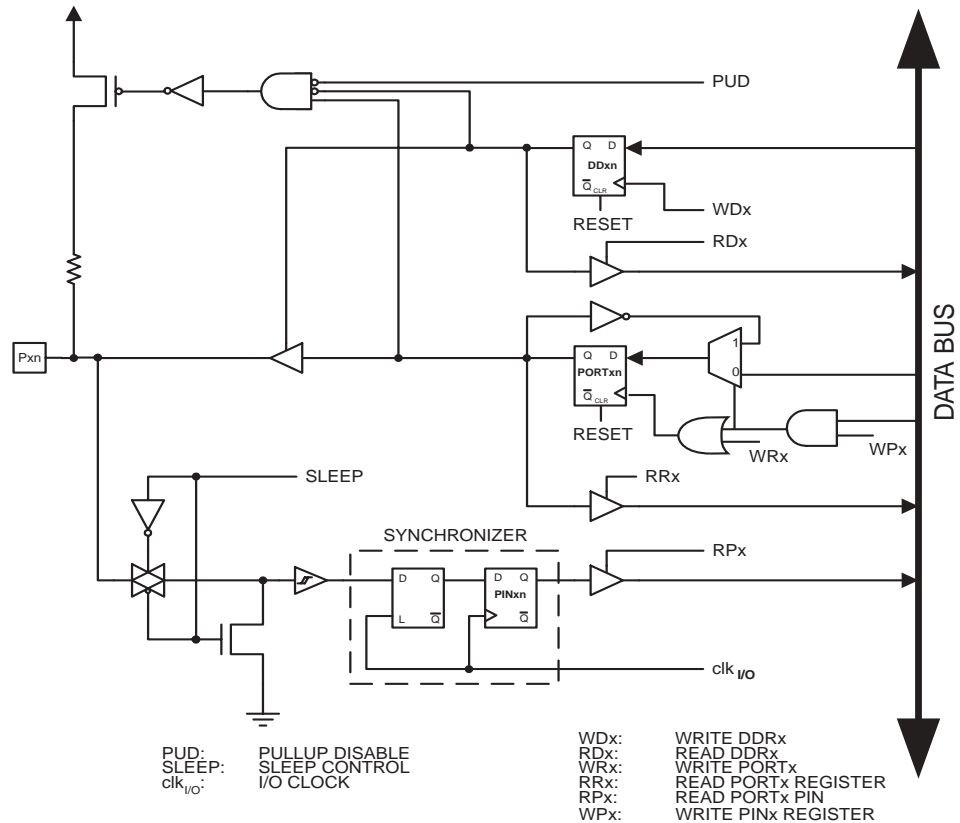 PUD
Q D
DDxn
Q CLR
WDx
RESET
RDx
Pxn
1
Q D
PORTxn
0
Q CLR
RESET
WRx
WPx
DATA BUS
SLEEP
RRx
SYNCHRONIZER
RPx
D Q
D Q
PINxn
L Q
Q
clk I/O
PUD: PULLUP DISABLE
SLEEP: SLEEP CONTROL
clkI/O: I/O CLOCK
WDx: WRITE DDRx
RDx: READ DDRx
WRx: WRITE PORTx
RRx: READ PORTx REGISTER
RPx: READ PORTx PIN
WPx: WRITE PINx REGISTER